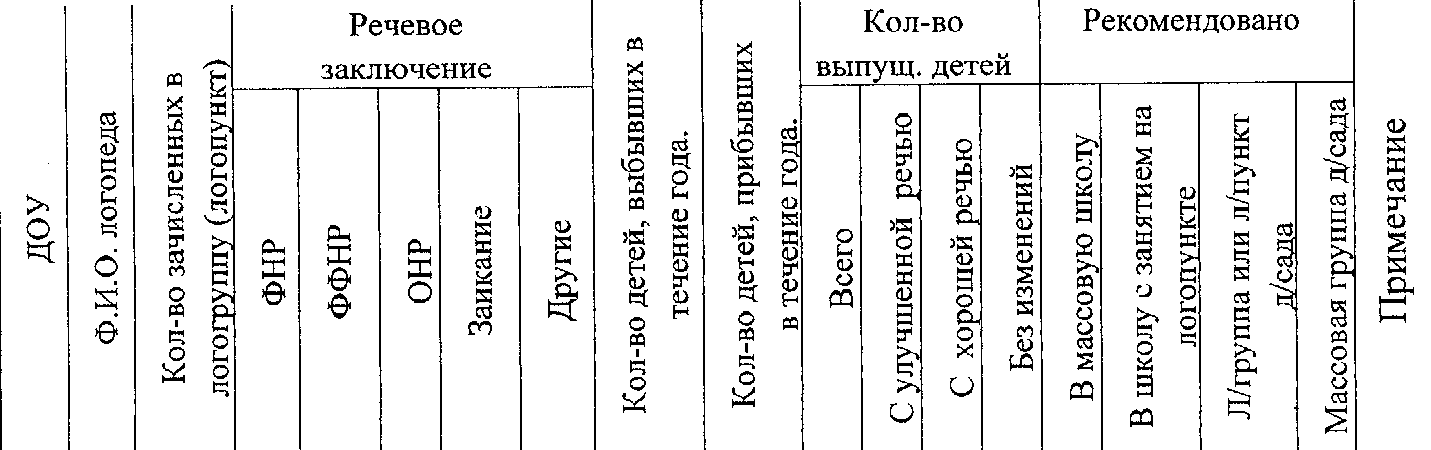 ДОУ
Ф.И.О. логопеда
Кол-во зачисленных в
логогруппу (логопункт)
Речевое
заключение
ФНР
ФФНР
ОНР
Заикание
Другие
Кол-во детей, выбывших в
течение года.
Кол-во детей, прибывших
в течение года.
Кол-во
выпущ. детей
Всего
С улучшенной речью
С хорошей речью
Без изменений
Рекомендовано
В массовую школу
В школу с занятием на
логопункте
Л/группа или л/пункт
д/сада
Массовая группа д/сада
Примечание